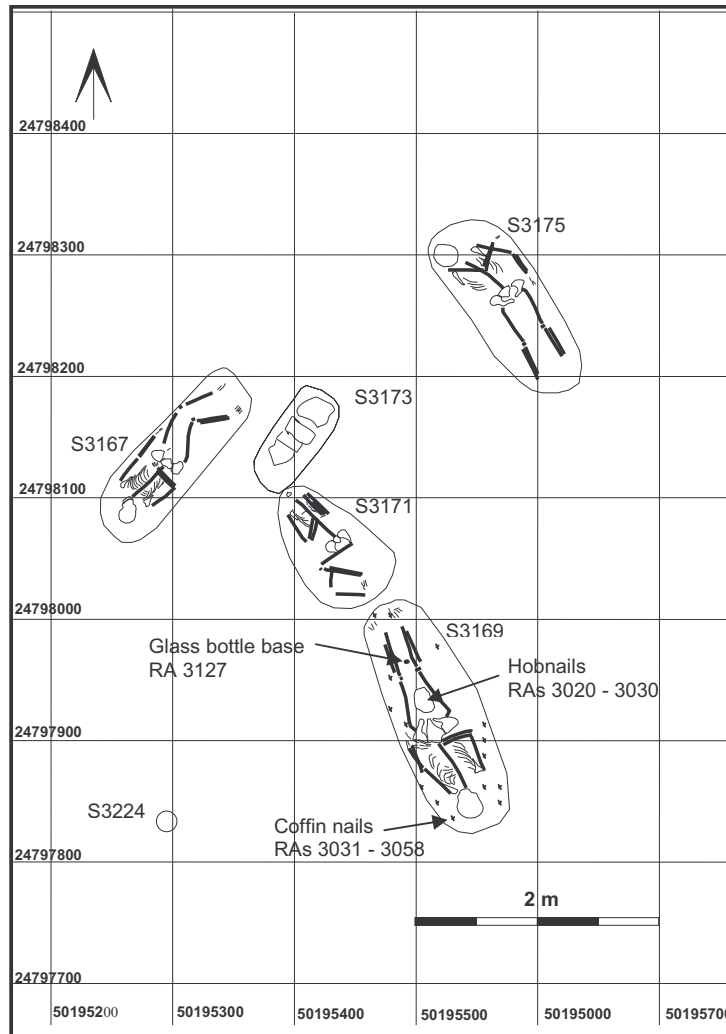 24798400
S3175
24798300
24798200
S3173
S3167
24798100
S3171
24798000
S3169
Glass bottle base
RA 3127
Hobnails
RAs 3020 - 3030
24797900
S3224
Coffin nails
RAs 3031 - 3058
24797800
2 m
24797700
50195200
50195300
50195400
50195500
50195000
50195700